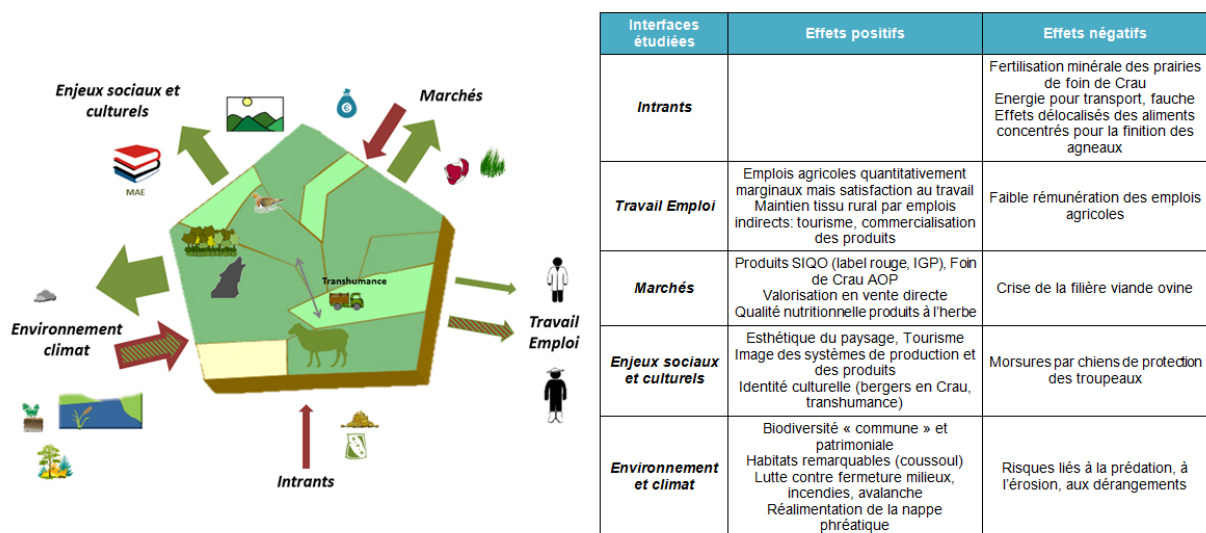 Enjeux sociaux et
culturels
MAE
Marchés
€
Transhumance
Environnement
climat
Travail
Emploi
Intrants
Interfaces
étudiées
Effets positifs
Effets négatifs
Intrants
Fertilisation minérale des prairies
de foin de Crau
Energie pour transport, fauche
Effets délocalisés des aliments
concentrés pour la finition des
agneaux
Travail Emploi
Emplois agricoles quantitativement
marginaux mais satisfaction au travail
Maintien tissu rural par emplois
indirects: tourisme, commercialisation
des produits
Faible rémunération des emplois
agricoles
Marchés
Produits SIQO (label rouge, IGP), Foin
de Crau AOP
Valorisation en vente directe
Qualité nutritionnelle produits à l'herbe
Crise de la filière viande ovine
Enjeux sociaux
et culturels
Esthétique du paysage, Tourisme
Image des systèmes de production et
des produits
Identité culturelle (bergers en Crau,
transhumance)
Morsures par chiens de protection
des troupeaux
Environnement
et climat
Biodiversité « commune » et
patrimoniale
Habitats remarquables (coussoul)
Lutte contre fermeture milieux,
incendies, avalanche
Réalimentation de la nappe
phréatique
Risques liés à la prédation, à
l'érosion, aux dérangements